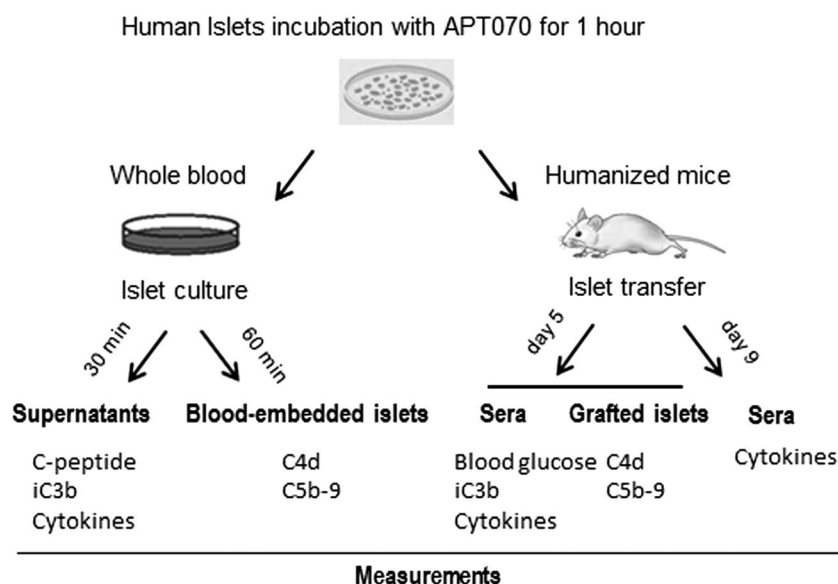 Human Islets incubation with APT070 for 1 hour
Whole blood
Humanized mice
Islet culture
Islet transfer
30 min
60 min
day 5
day 9
Supernatants
Blood-embedded islets
Sera
Grafted islets
Sera
C-peptide
iC3b
Cytokines
C4d
C5b-9
Blood glucose
iC3b
Cytokines
C4d
C5b-9
Cytokines
Measurements